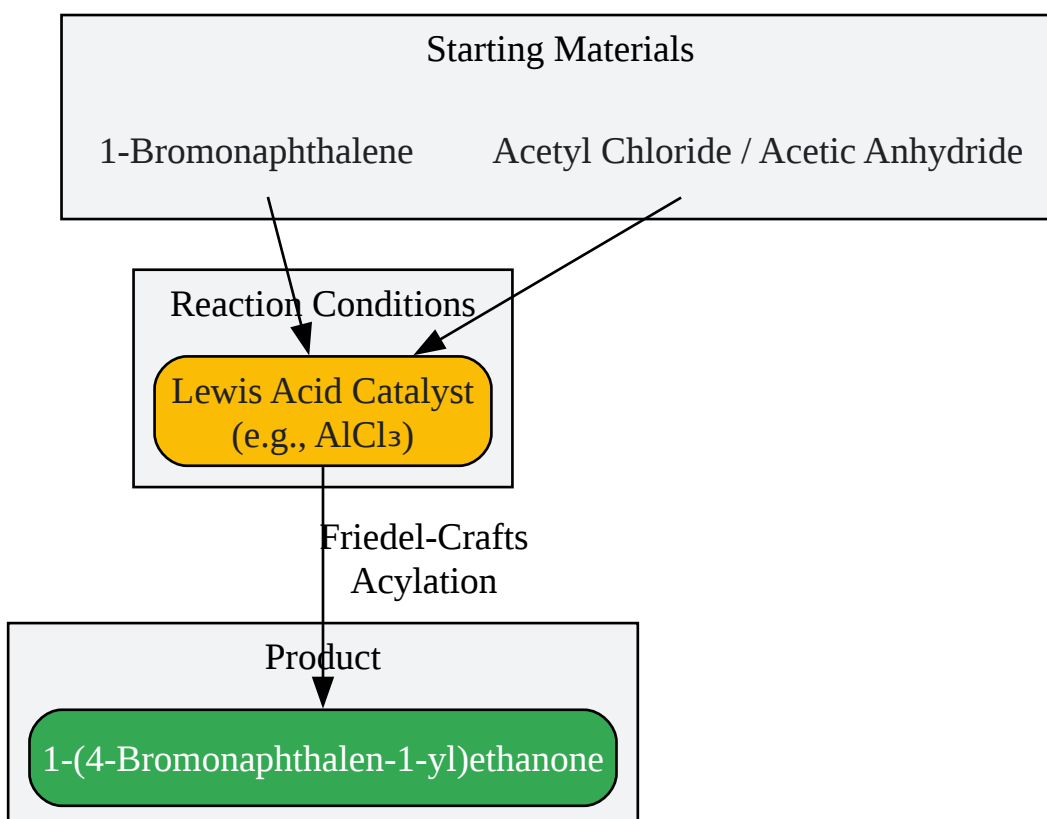 Starting Materials
1-Bromonaphthalene
Acetyl Chloride / Acetic Anhydride
Reaction Conditions
Lewis Acid Catalyst
(e.g., AlCl₃)
Friedel-Crafts
Acylation
Product
1-(4-Bromonaphthalen-1-yl)ethanone